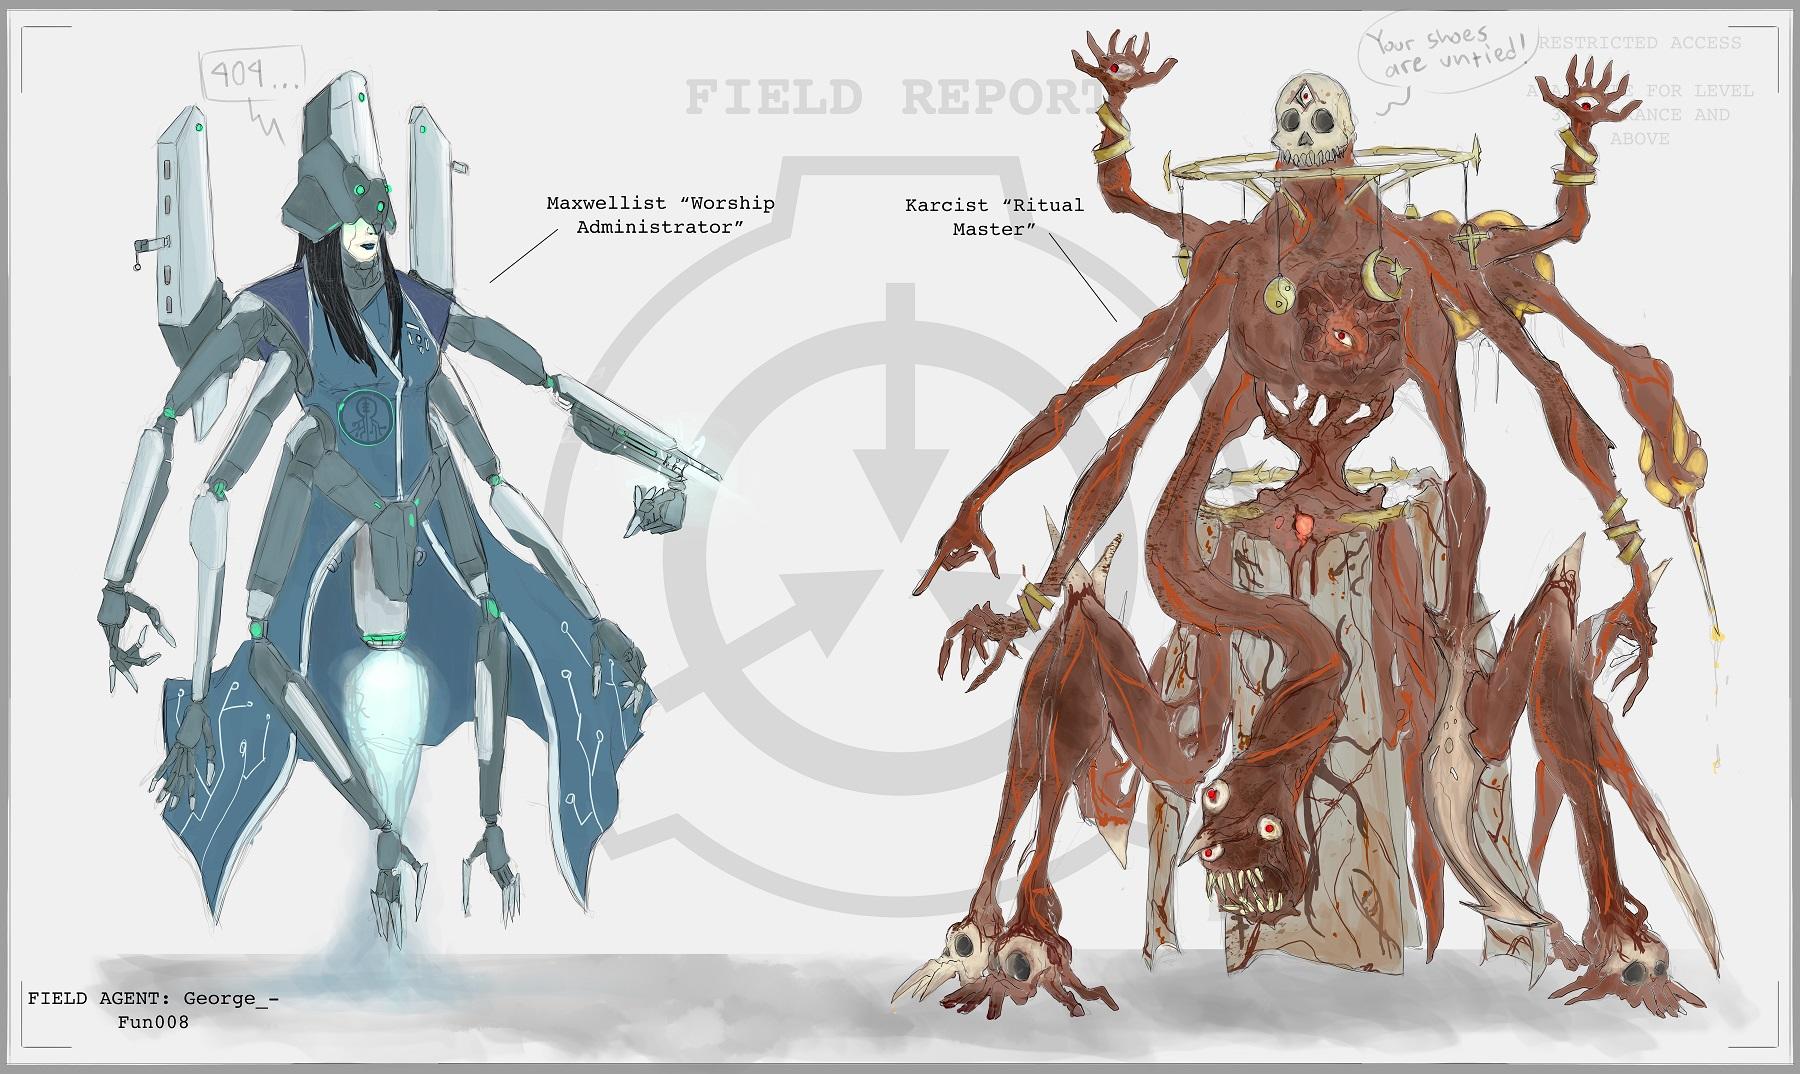 404...
FIELD REPORT
Your shoes
are untied!
RESTRICTED ACCESS
FOR LEVEL
AND
ABOVE
Maxwellist “Worship
Administrator”
Karcist “Ritual
Master”
FIELD AGENT: George_-
Fun008